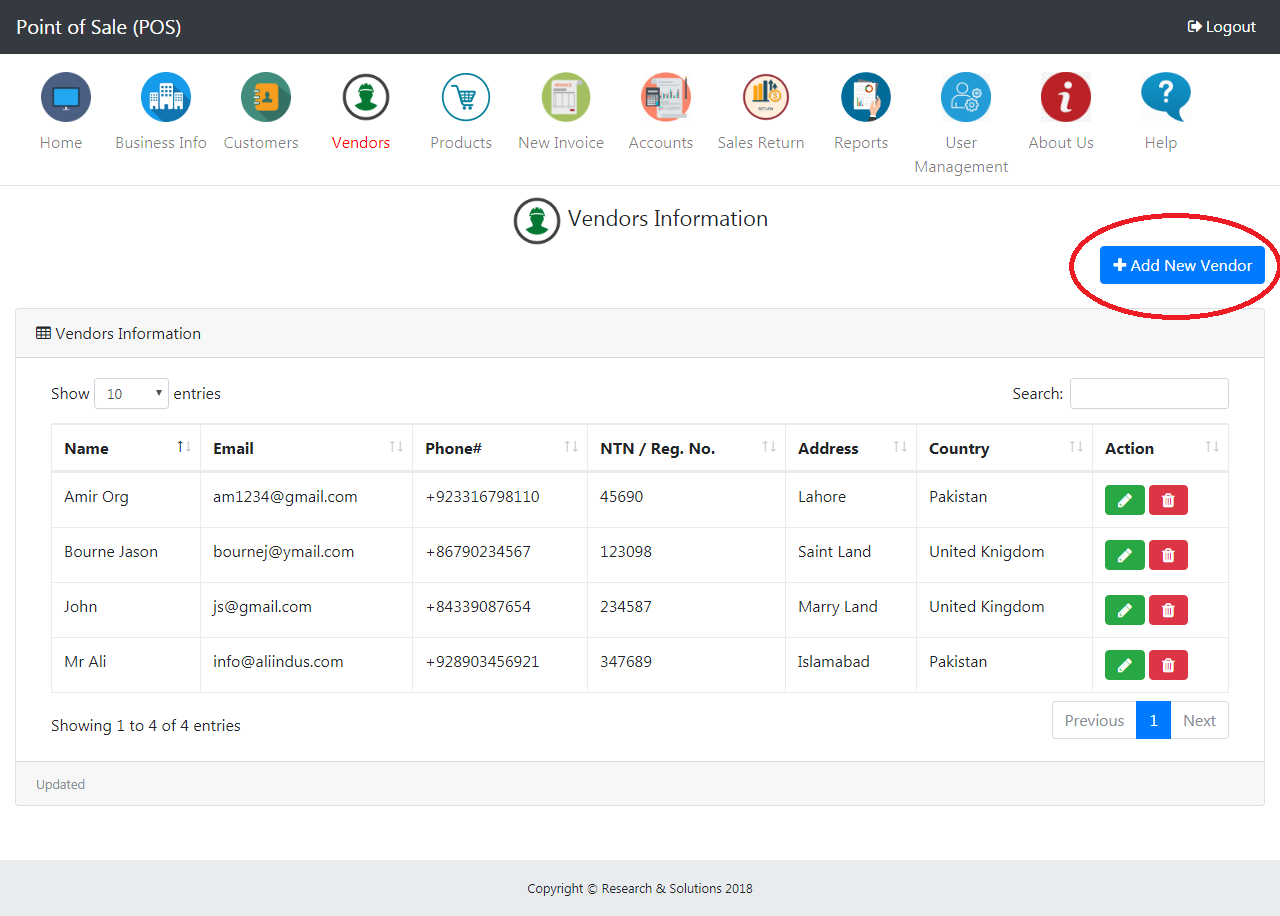 Point of Sale (POS)
Logout
Home
Business Info
Customers
Vendors
Products
New Invoice
Accounts
Sales Return
Reports
User
Management
About Us
Help
Vendors Information
Add New Vendor
Vendors Information
Show 10 entries
Search:
Name Email Phone# NTN / Reg. No. Address Country Action
Amir Org am1234@gmail.com +923316798110 45690 Lahore Pakistan
Bourne Jason bournej@ymail.com +86790234567 123098 Saint Land United Knigdom
John js@gmail.com +84339087654 234587 Marry Land United Kingdom
Mr Ali info@aliindus.com +928903456921 347689 Islamabad Pakistan
Showing 1 to 4 of 4 entries
Previous 1 Next
Updated
Copyright © Research & Solutions 2018